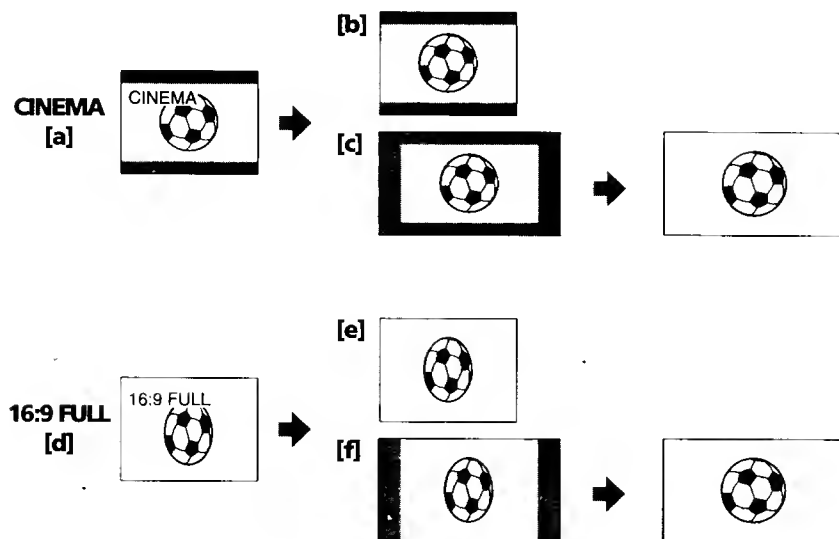 [b]
CINEMA
CINEMA
[a]
[c]
[e]
16:9 FULL
16:9 FULL
[d]
[f]